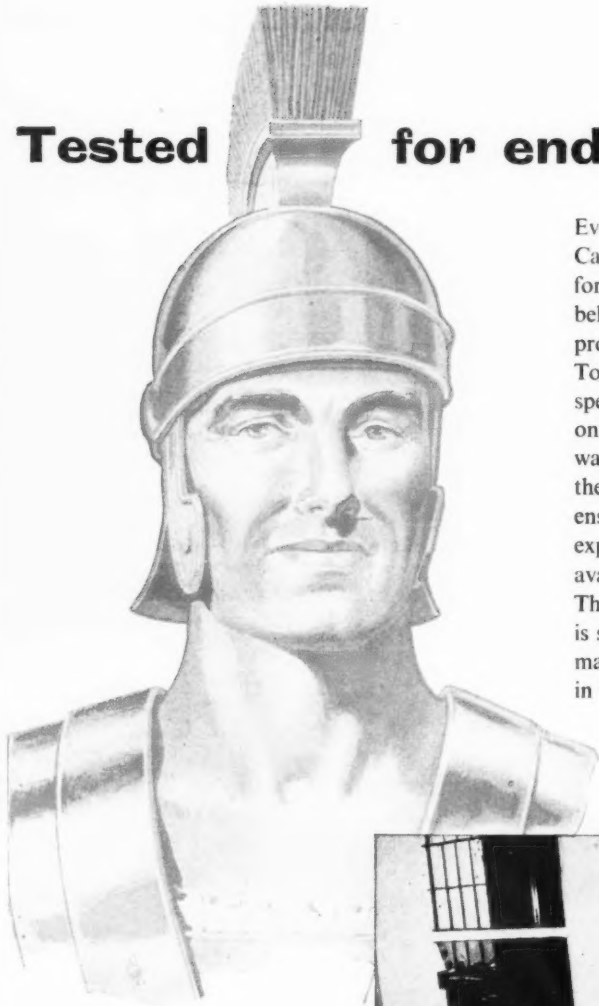 Tested for end
Ev
Ca
for
bel
pro
To
spe
on
wa
the
ens
exp
ava
Th
is s
ma
in